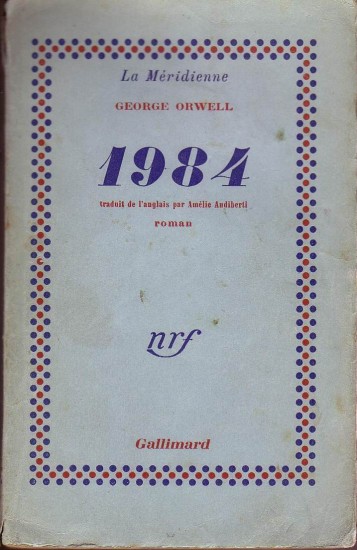 La Méridienne
GEORGE ORWELL
1984
traduit de l'anglais par Amélie Audiberti
roman
nrf
Gallimard